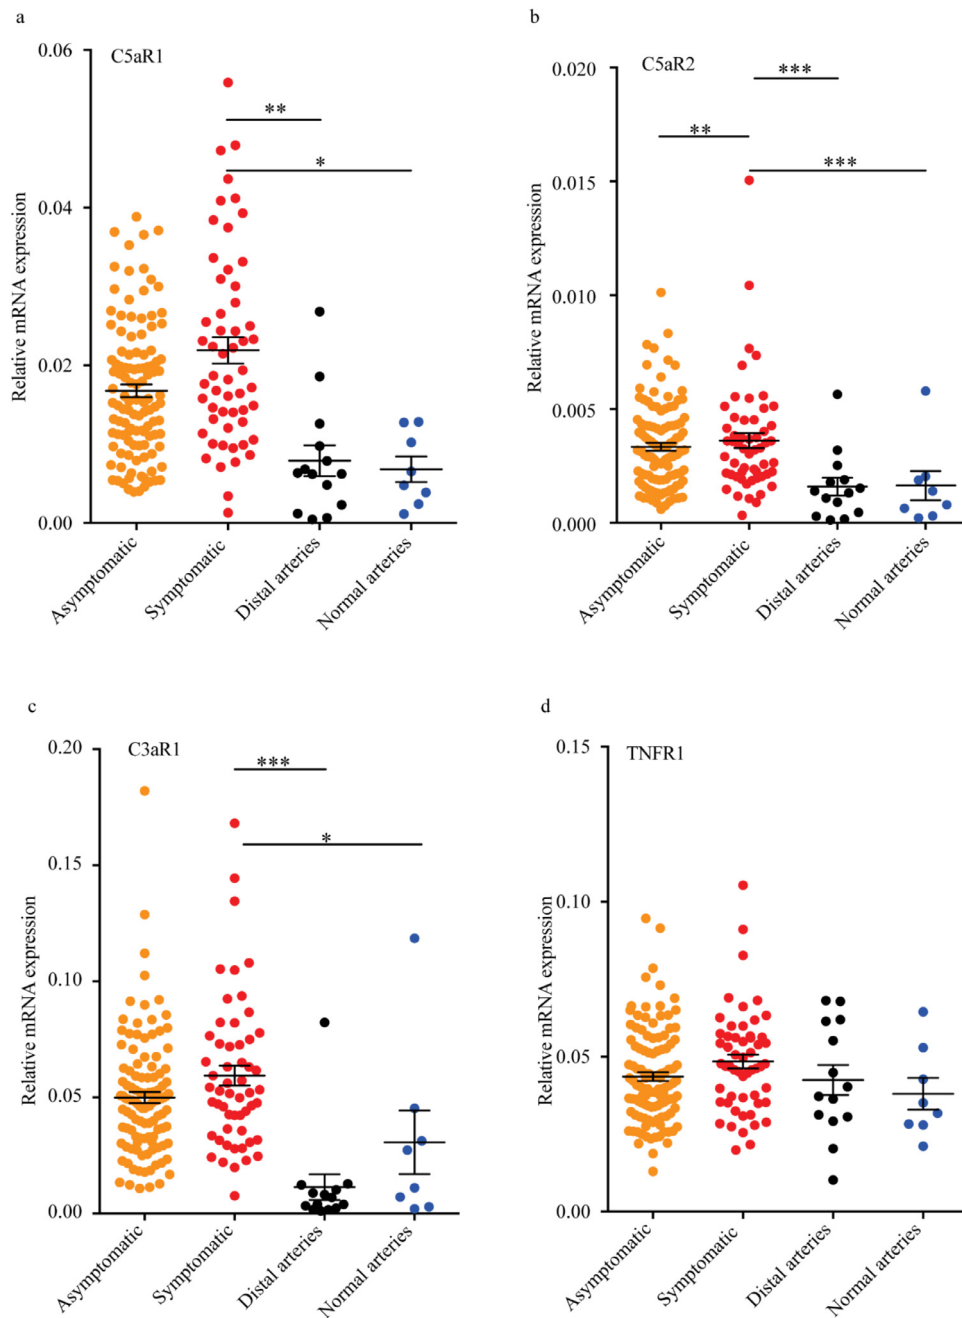 a
C5aR1
0.06
0.04
0.02
0.00
Relative mRNA expression
**
*
Asymptomatic
Symptomatic
Distal arteries
Normal arteries
b
C5aR2
0.020
0.015
0.010
0.005
0.000
Relative mRNA expression
***
**
***
Asymptomatic
Symptomatic
Distal arteries
Normal arteries
c
C3aR1
0.20
0.15
0.10
0.05
0.00
Relative mRNA expression
***
*
Asymptomatic
Symptomatic
Distal arteries
Normal arteries
d
TNFR1
0.15
0.10
0.05
0.00
Relative mRNA expression
Asymptomatic
Symptomatic
Distal arteries
Normal arteries